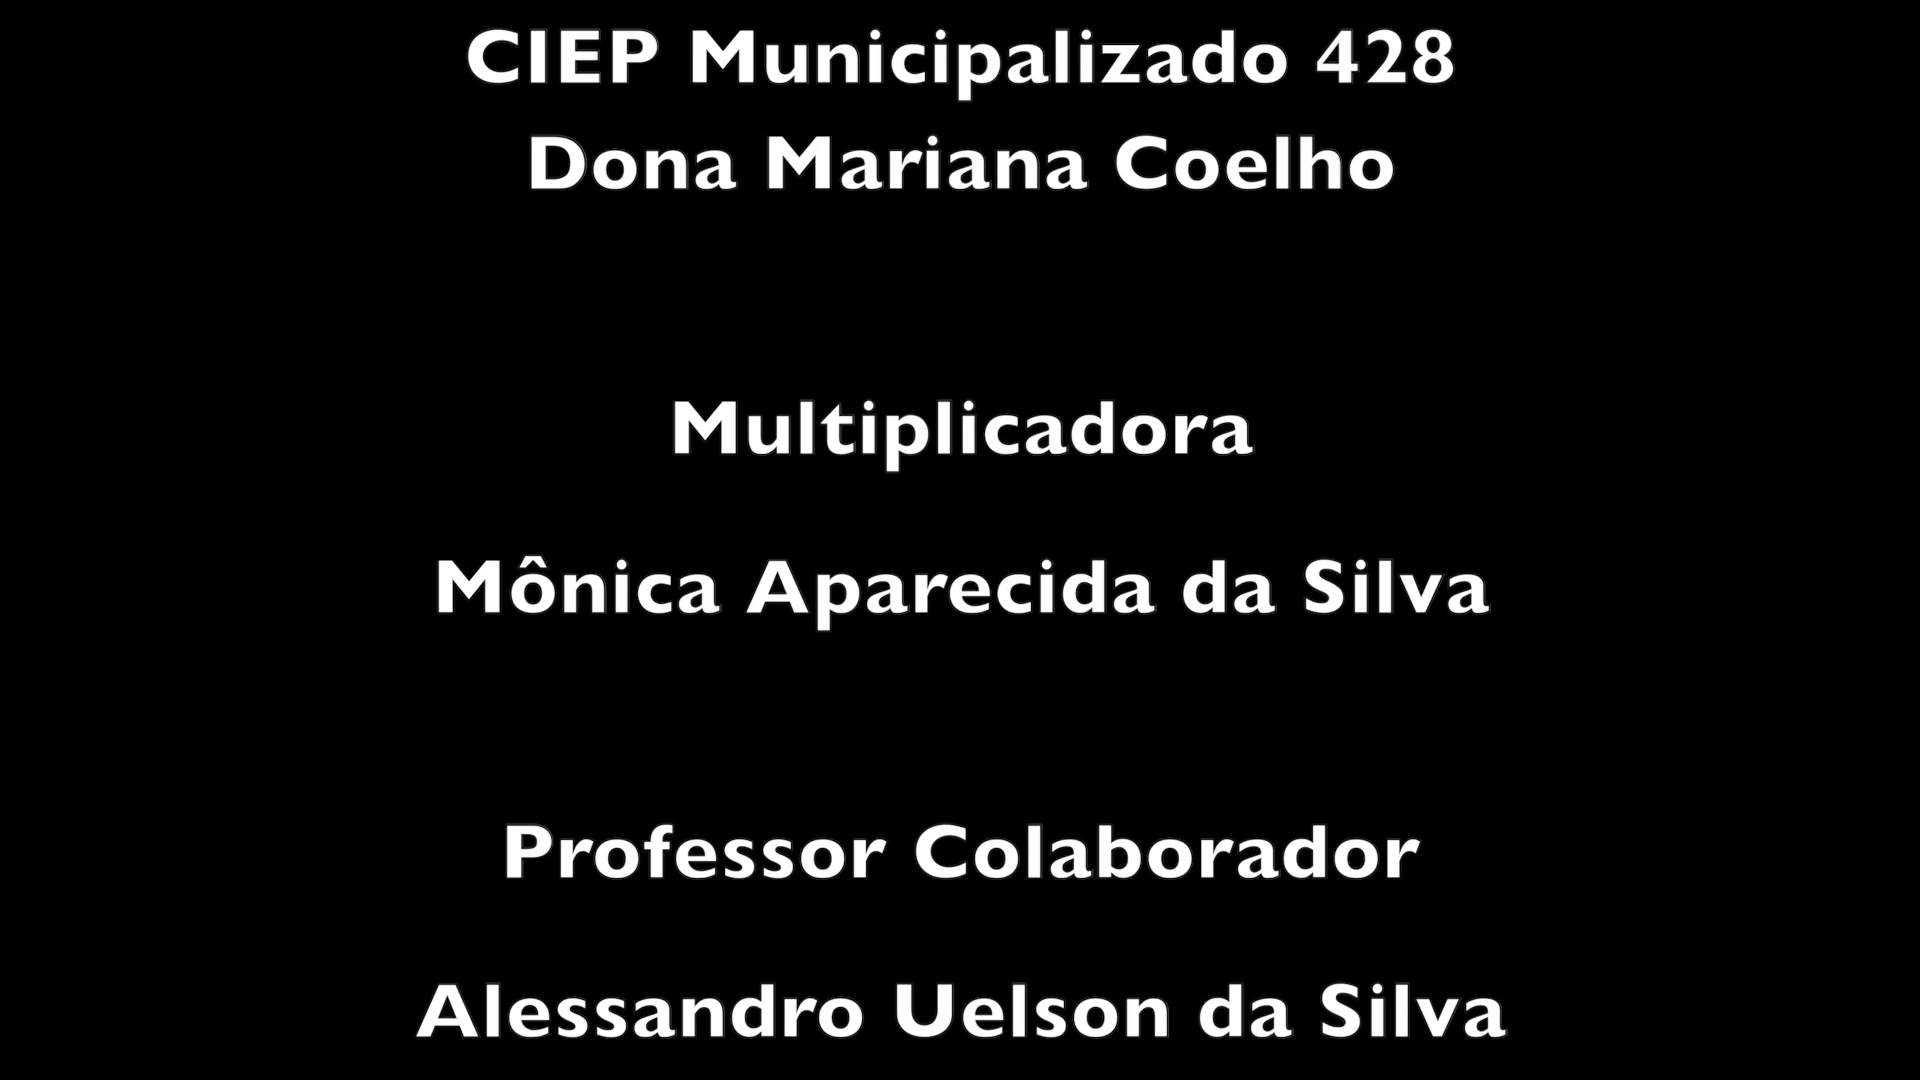 CIEP Municipalizado 428
Dona Mariana Coelho
Multiplicadora
Mônica Aparecida da Silva
Professor Colaborador
Alessandro Uelson da Silva